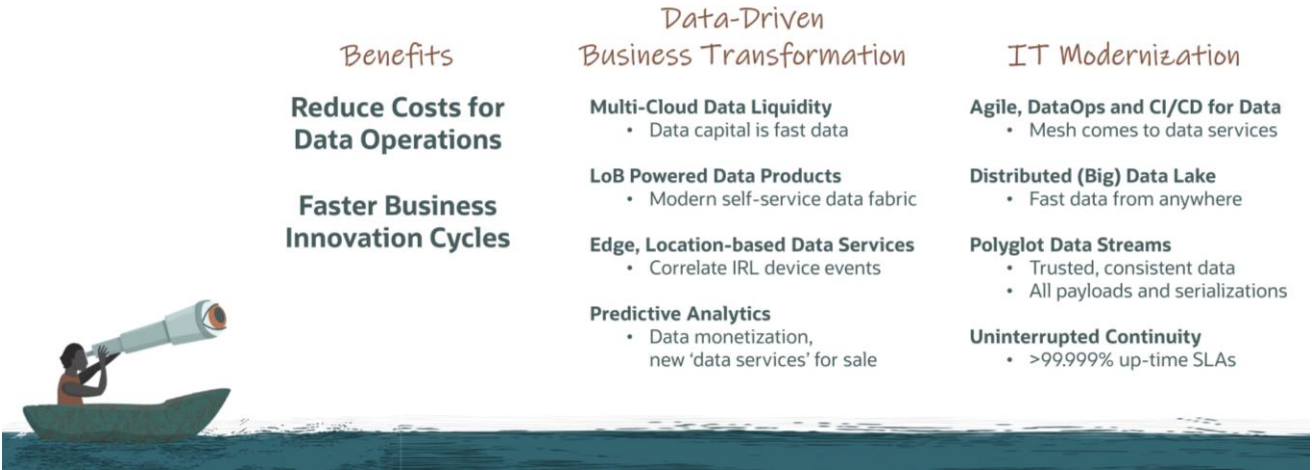 Benefits
Reduce Costs for
Data Operations
Faster Business
Innovation Cycles
Data-Driven
Business Transformation
Multi-Cloud Data Liquidity
• Data capital is fast data
LoB Powered Data Products
• Modern self-service data fabric
Edge, Location-based Data Services
• Correlate IRL device events
Predictive Analytics
• Data monetization,
new ‘data services’ for sale
IT Modernization
Agile, DataOps and CI/CD for Data
• Mesh comes to data services
Distributed (Big) Data Lake
• Fast data from anywhere
Polyglot Data Streams
• Trusted, consistent data
• All payloads and serializations
Uninterrupted Continuity
• >99.999% up-time SLAs